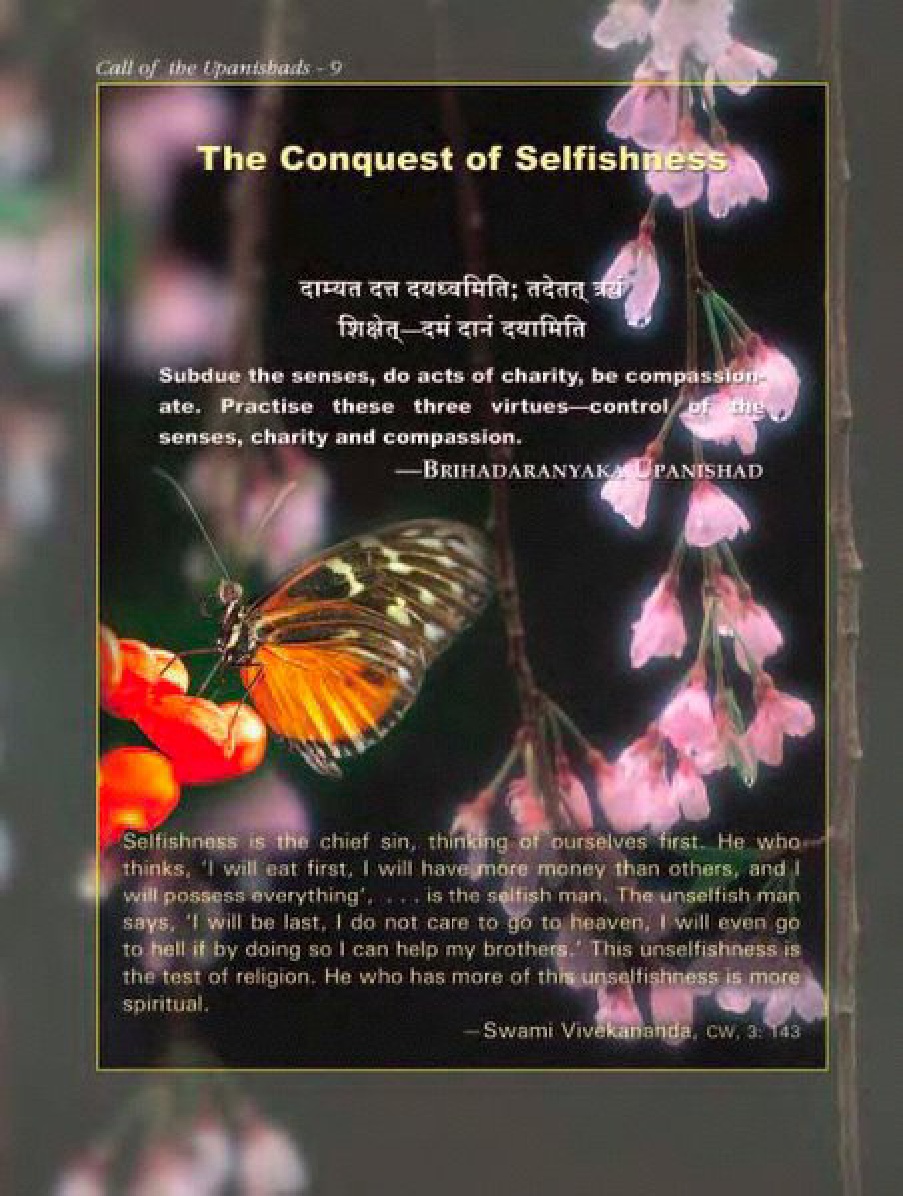 Call of the Upanishads - 9
The Conquest of Selfishness
दाम्यत दत्त दयध्वमिति; तदेतत् त्रयं
शिक्षेत्—दमं दानं दयामिति
Subdue the senses, do acts of charity, be compassion-
ate. Practise these three virtues—control of the
senses, charity and compassion.
—BRIHADARANYAKA UPANISHAD
Selfishness is the chief sin, thinking of ourselves first. He who
thinks, ‘I will eat first, I will have more money than others, and I
will possess everything’, . . . is the selfish man. The unselfish man
says, ‘I will be last, I do not care to go to heaven, I will even go
to hell if by doing so I can help my brothers.’ This unselfishness is
the test of religion. He who has more of this unselfishness is more
spiritual.
—Swami Vivekananda, CW, 3: 143